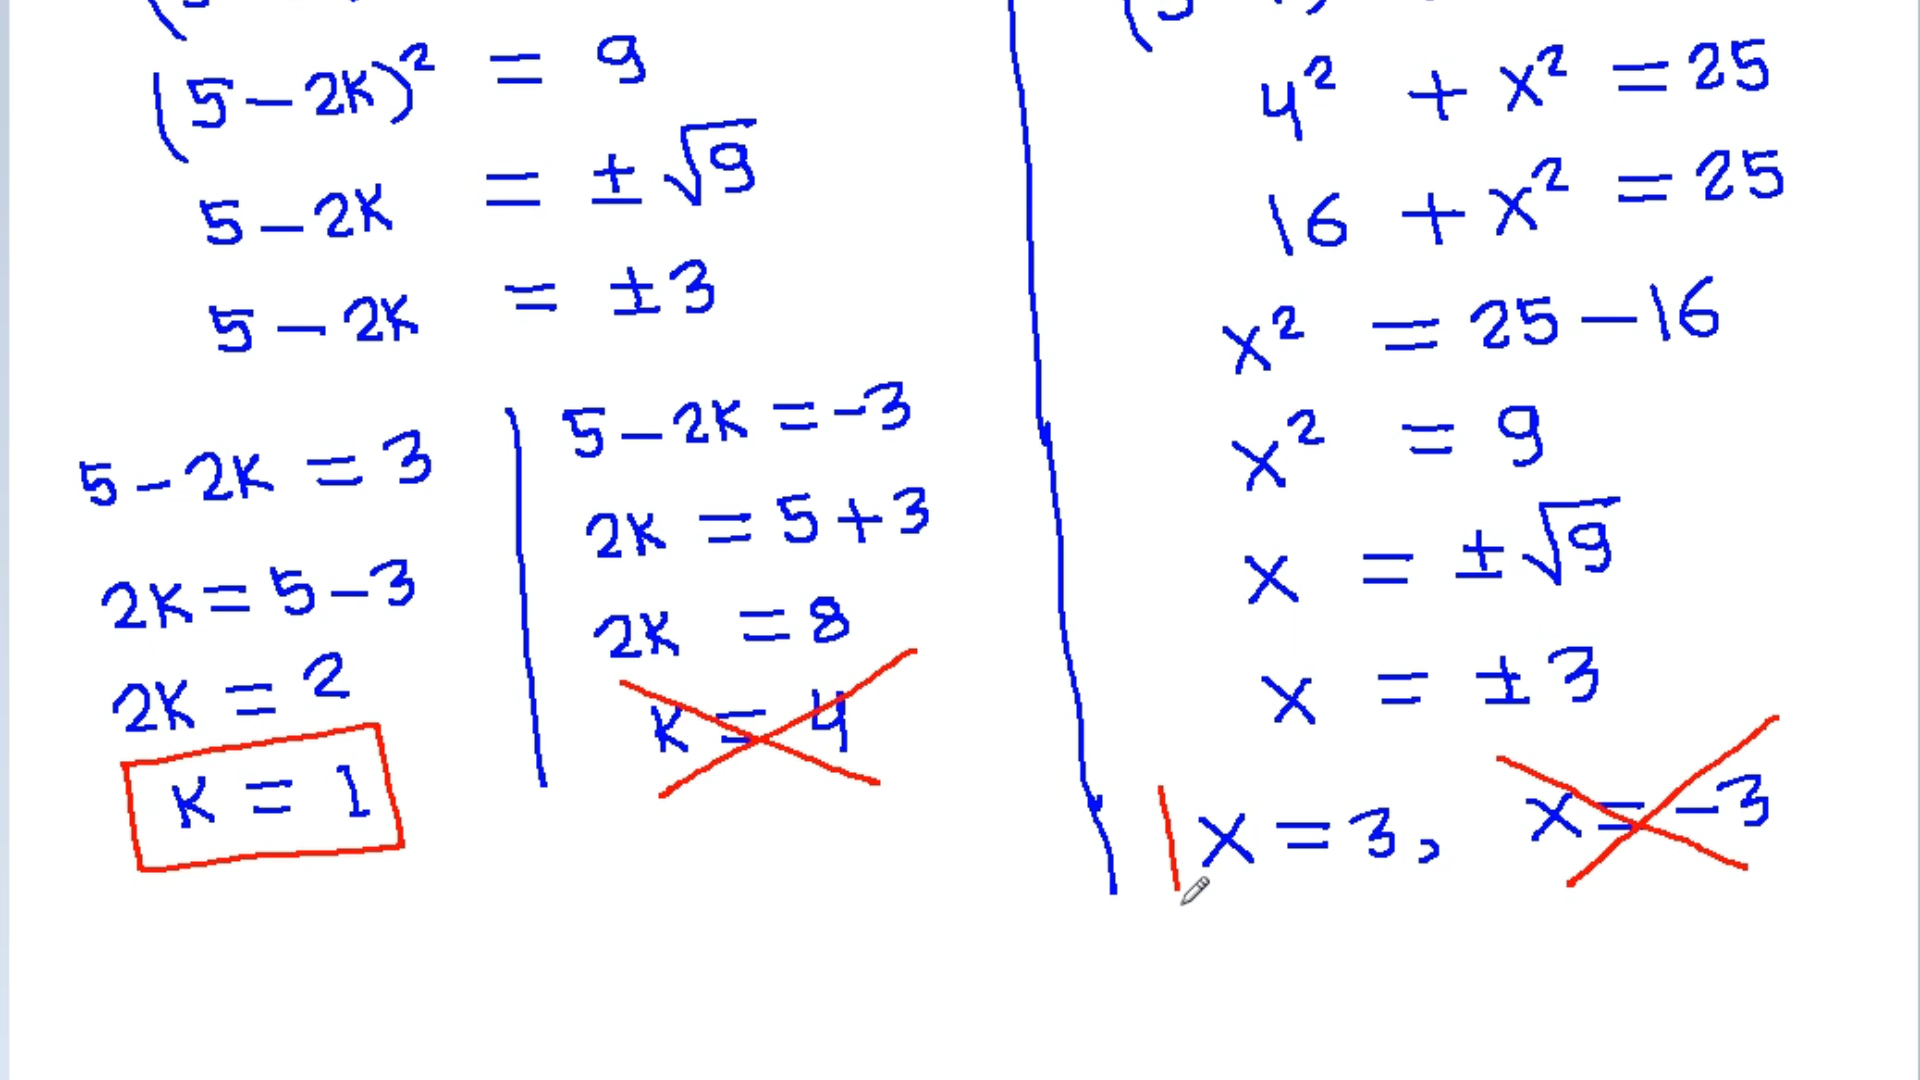 (5-2K)² = 9
5-2K = ±√9
5-2K = ±3
5-2K = 3
2K = 5-3
2K = 2
K = 1
5-2K = -3
2K = 5+3
2K = 8
K = 4
4² + x² = 25
16 + x² = 25
x² = 25-16
x² = 9
x = ±√9
x = ±3
x = 3, x = -3